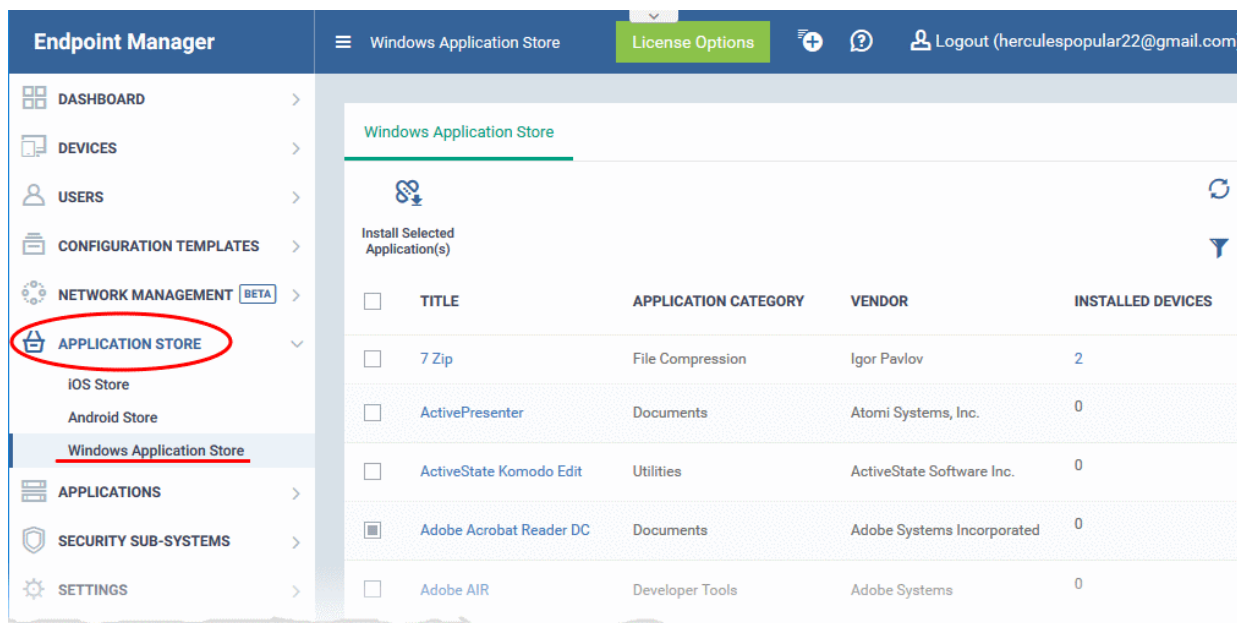 Endpoint Manager
Windows Application Store
License Options
Logout (herculespopular22@gmail.com)
DASHBOARD
DEVICES
USERS
CONFIGURATION TEMPLATES
NETWORK MANAGEMENT BETA
APPLICATION STORE
iOS Store
Android Store
Windows Application Store
APPLICATIONS
SECURITY SUB-SYSTEMS
SETTINGS
Windows Application Store
Install Selected
Application(s)
TITLE APPLICATION CATEGORY VENDOR INSTALLED DEVICES
7 Zip File Compression Igor Pavlov 2
ActivePresenter Documents Atomi Systems, Inc. 0
ActiveState Komodo Edit Utilities ActiveState Software Inc. 0
Adobe Acrobat Reader DC Documents Adobe Systems Incorporated 0
Adobe AIR Developer Tools Adobe Systems 0